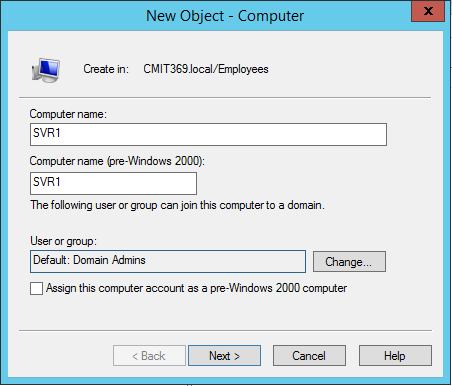 New Object - Computer
Create in: CMIT369.local/Employees
Computer name:
SVR1
Computer name (pre-Windows 2000):
SVR1
The following user or group can join this computer to a domain.
User or group:
Default: Domain Admins
Change...
Assign this computer account as a pre-Windows 2000 computer
< Back Next > Cancel Help